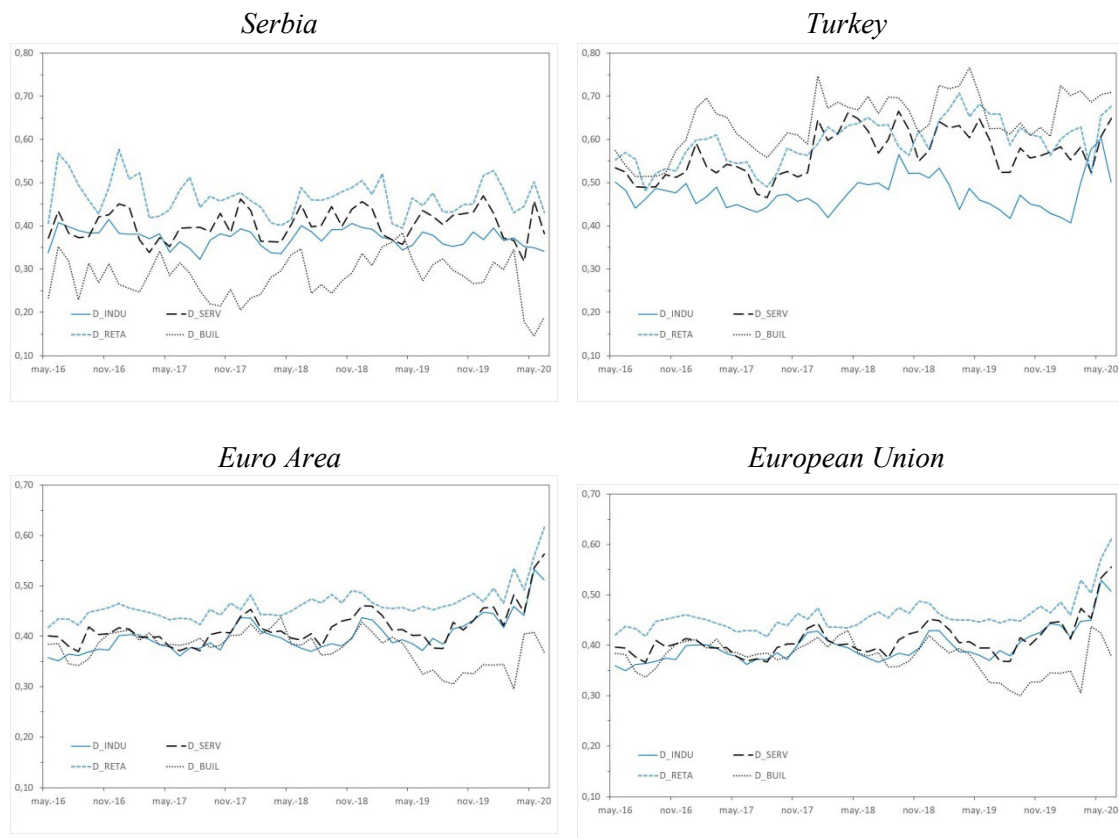 Serbia
0,80
0,70
0,60
0,50
0,40
0,30
0,20
0,10
D_INDU D_SERV
D_RETA D_BUIL
may.-16 nov.-16 may.-17 nov.-17 may.-18 nov.-18 may.-19 nov.-19 may.-20
Turkey
0,80
0,70
0,60
0,50
0,40
0,30
0,20
0,10
D_INDU D_SERV
D_RETA D_BUIL
may.-16 nov.-16 may.-17 nov.-17 may.-18 nov.-18 may.-19 nov.-19 may.-20
Euro Area
0,70
0,60
0,50
0,40
0,30
0,20
0,10
D_INDU D_SERV
D_RETA D_BUIL
may.-16 nov.-16 may.-17 nov.-17 may.-18 nov.-18 may.-19 nov.-19 may.-20
European Union
0,70
0,60
0,50
0,40
0,30
0,20
0,10
D_INDU D_SERV
D_RETA D_BUIL
may.-16 nov.-16 may.-17 nov.-17 may.-18 nov.-18 may.-19 nov.-19 may.-20